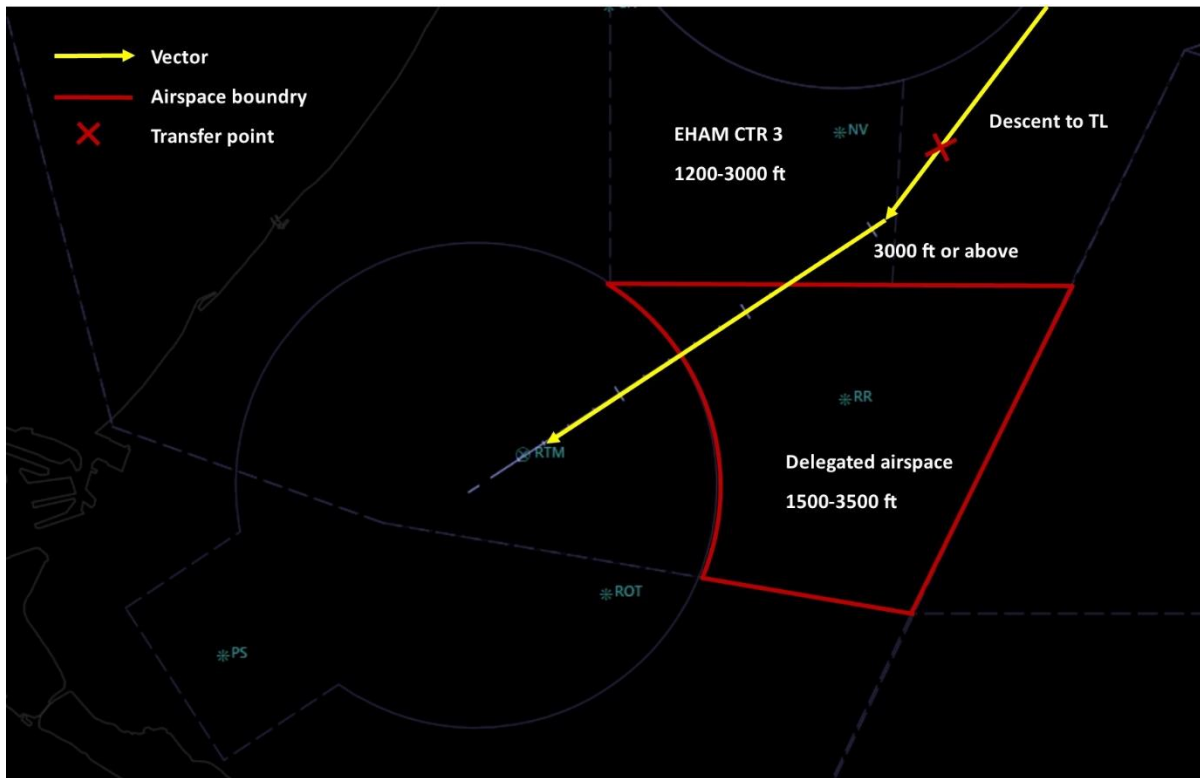 Vector
Airspace boundry
Transfer point
EHAM CTR 3
1200-3000 ft
NV
Descent to TL
3000 ft or above
RR
RTM
Delegated airspace
1500-3500 ft
ROT
PS